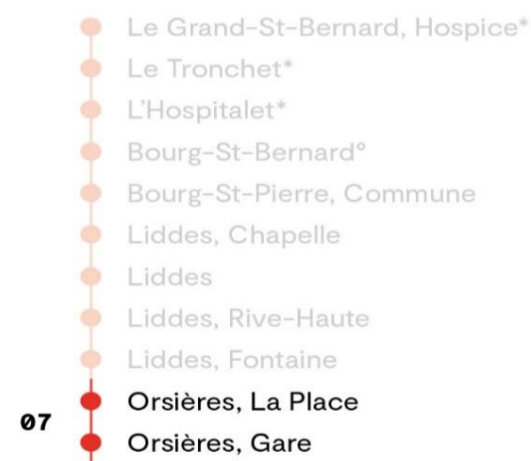 Le Grand-St-Bernard, Hospice*
Le Tronchet*
L'Hospitalet*
Bourg-St-Bernard°
Bourg-St-Pierre, Commune
Liddes, Chapelle
Liddes
Liddes, Rive-Haute
Liddes, Fontaine
Orsières, La Place
07
Orsières, Gare